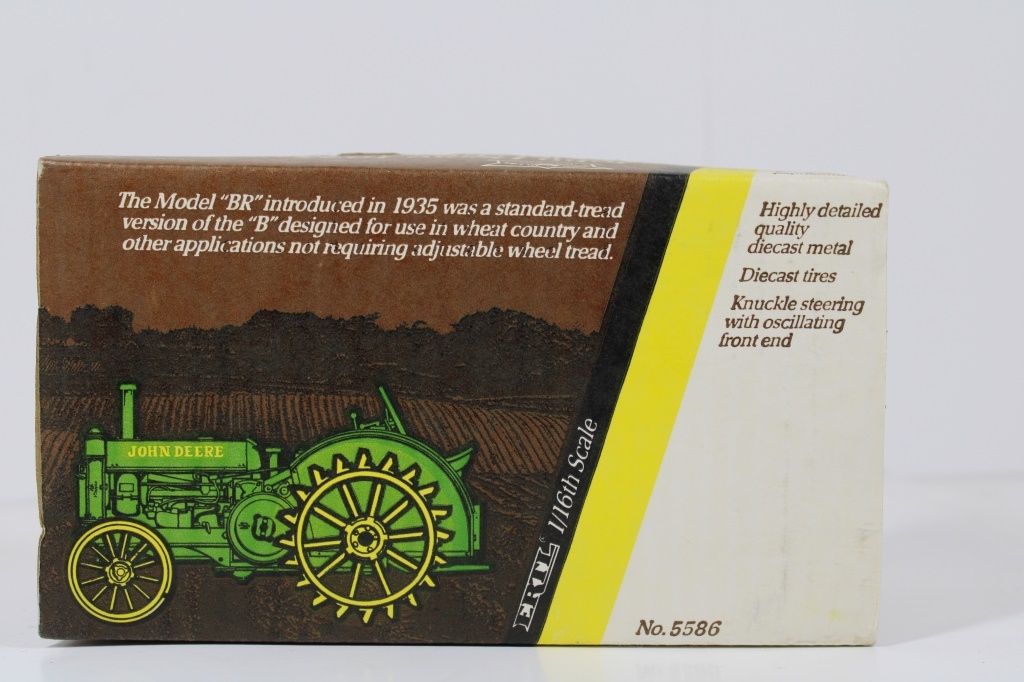 The Model "BR" introduced in 1935 was a standard-tread
version of the "B" designed for use in wheat country and
other applications not requiring adjustable wheel tread.
JOHN DEERE
ERTL® 1/16th Scale
Highly detailed
quality
diecast metal
Diecast tires
Knuckle steering
with oscillating
front end
No. 5586